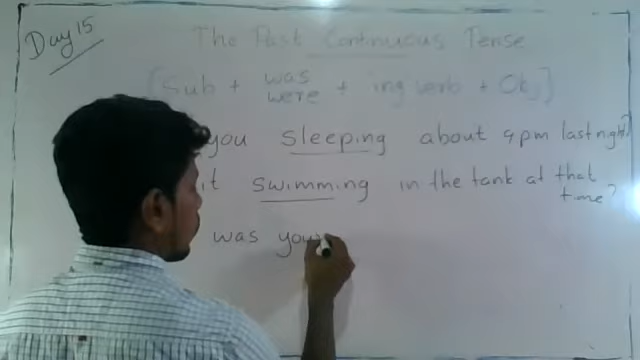 Day 15
The Past Continuous Tense
[Sub + was/were + ing verb + Obj]
you sleeping about 4pm last night?
it swimming in the tank at that
time?
was your